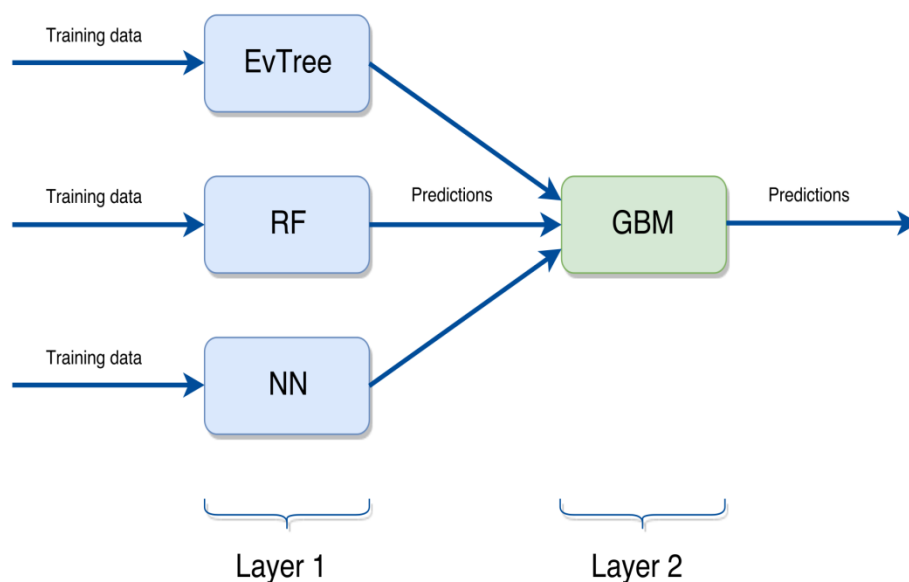 Training data
EvTree
Training data
RF
Predictions
GBM
Predictions
Training data
NN
Layer 1
Layer 2